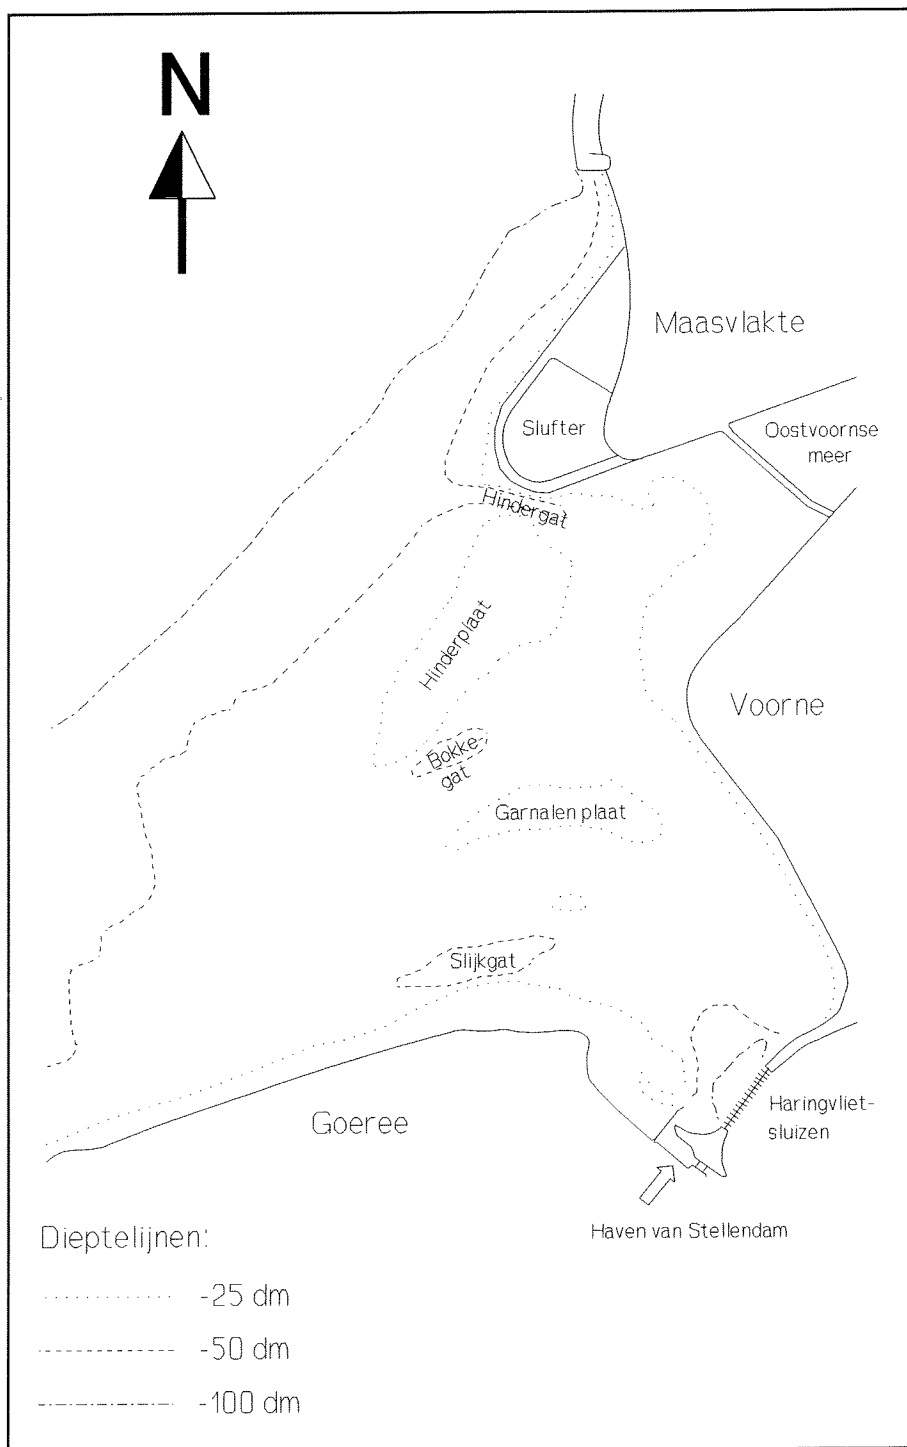 N
Maasvlakte
Slufter
Oostvoornse
meer
Hindergat
Hinderplaat
Voorne
Bokke-
gat
Garnalen plaat
Slijkgat
Goeree
Haringvliet-
sluizen
Haven van Stellendam
Dieptelijnen:
-25 dm
-50 dm
-100 dm